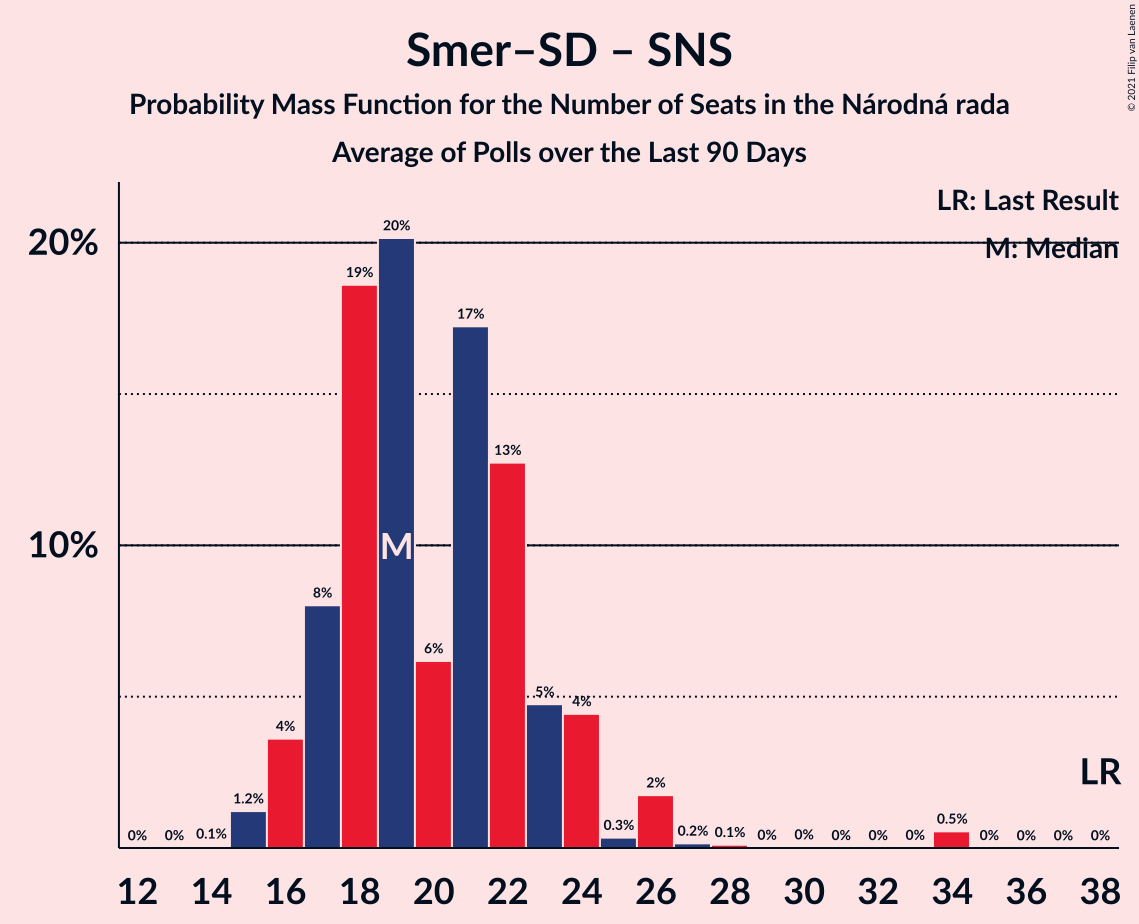 Smer–SD – SNS
Probability Mass Function for the Number of Seats in the Národná rada
Average of Polls over the Last 90 Days
© 2021 Filip van Laenen
LR: Last Result
M: Median
20%
10%
0% 0% 0.1% 1.2% 4% 8% 19% 20% 6% 17% 13% 5% 4% 0.3% 2% 0.2% 0.1% 0% 0% 0% 0% 0% 0.5% 0% 0% 0% 0%
M
LR
12 14 16 18 20 22 24 26 28 30 32 34 36 38